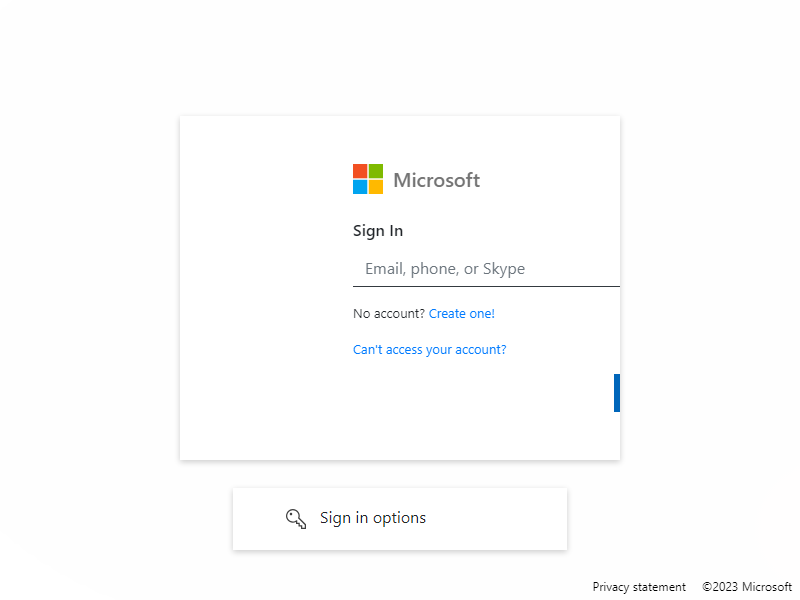 Microsoft
Sign In
Email, phone, or Skype
No account? Create one!
Can't access your account?
Sign in options
Privacy statement ©2023 Microsoft